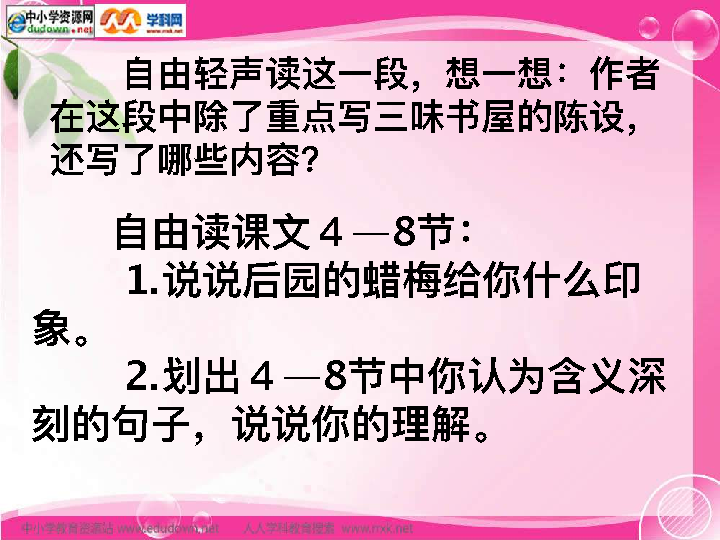 中小学资源网
dudown.net
学科网
www.nxk.net
自由轻声读这一段，想一想：作者
在这段中除了重点写三味书屋的陈设，
还写了哪些内容？
自由读课文４—8节：
1.说说后园的蜡梅给你什么印
象。
2.划出４—8节中你认为含义深
刻的句子，说说你的理解。
中小学教育资源站 www.edudown.net 人人学科教育搜索 www.nxk.net